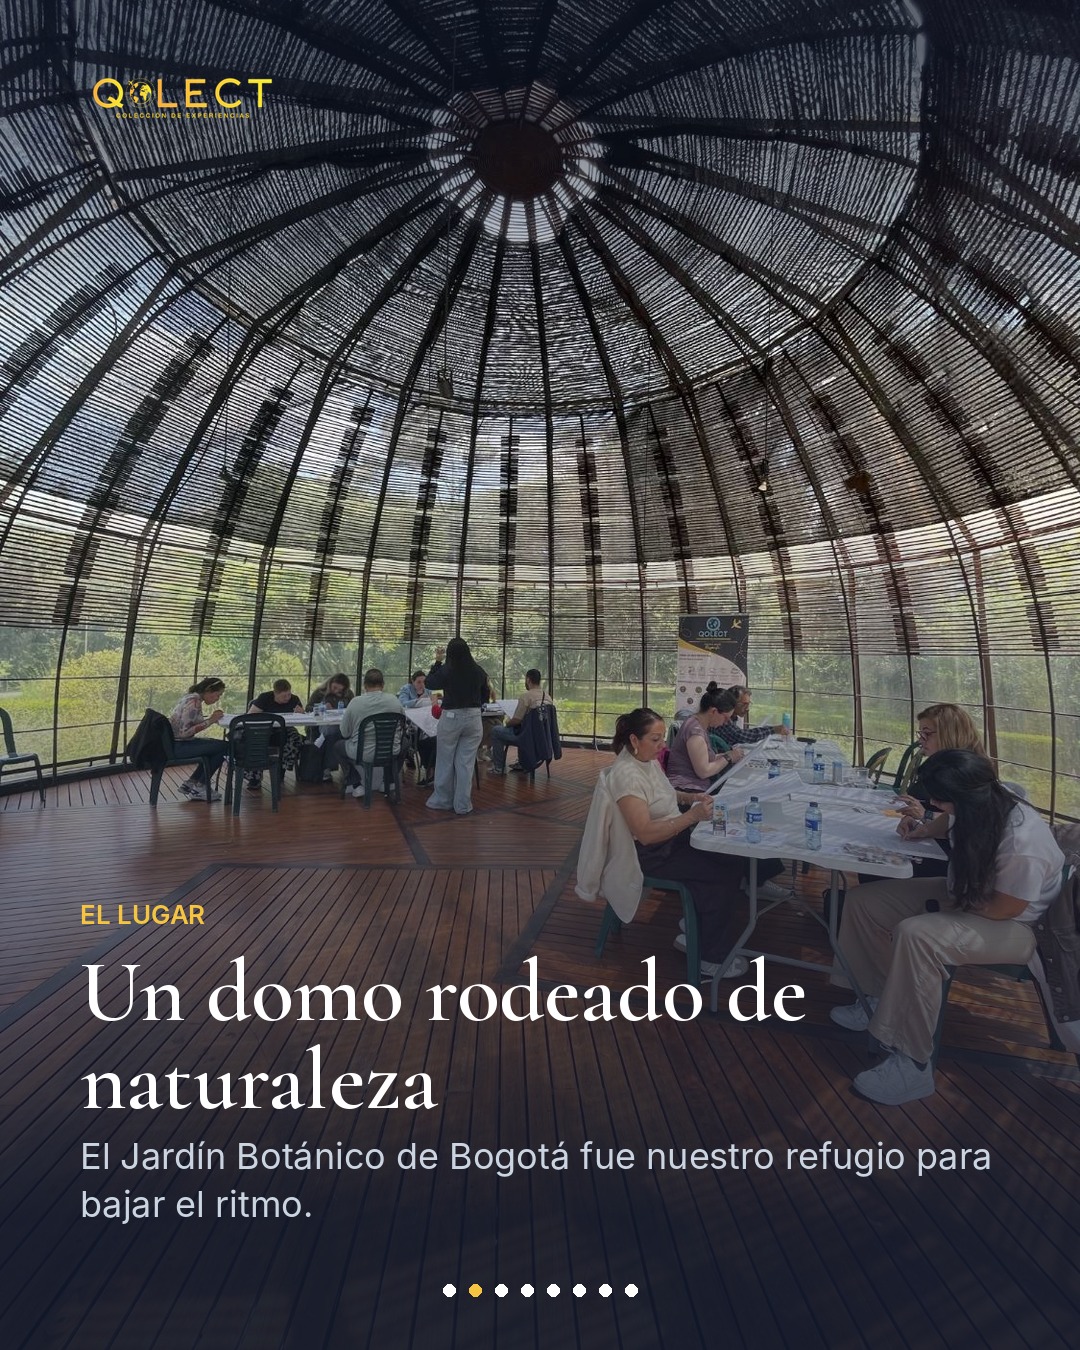 QOLECT
COLECCIÓN DE EXPERIENCIAS
QOLECT
EL LUGAR
Un domo rodeado de
naturaleza
El Jardín Botánico de Bogotá fue nuestro refugio para
bajar el ritmo.